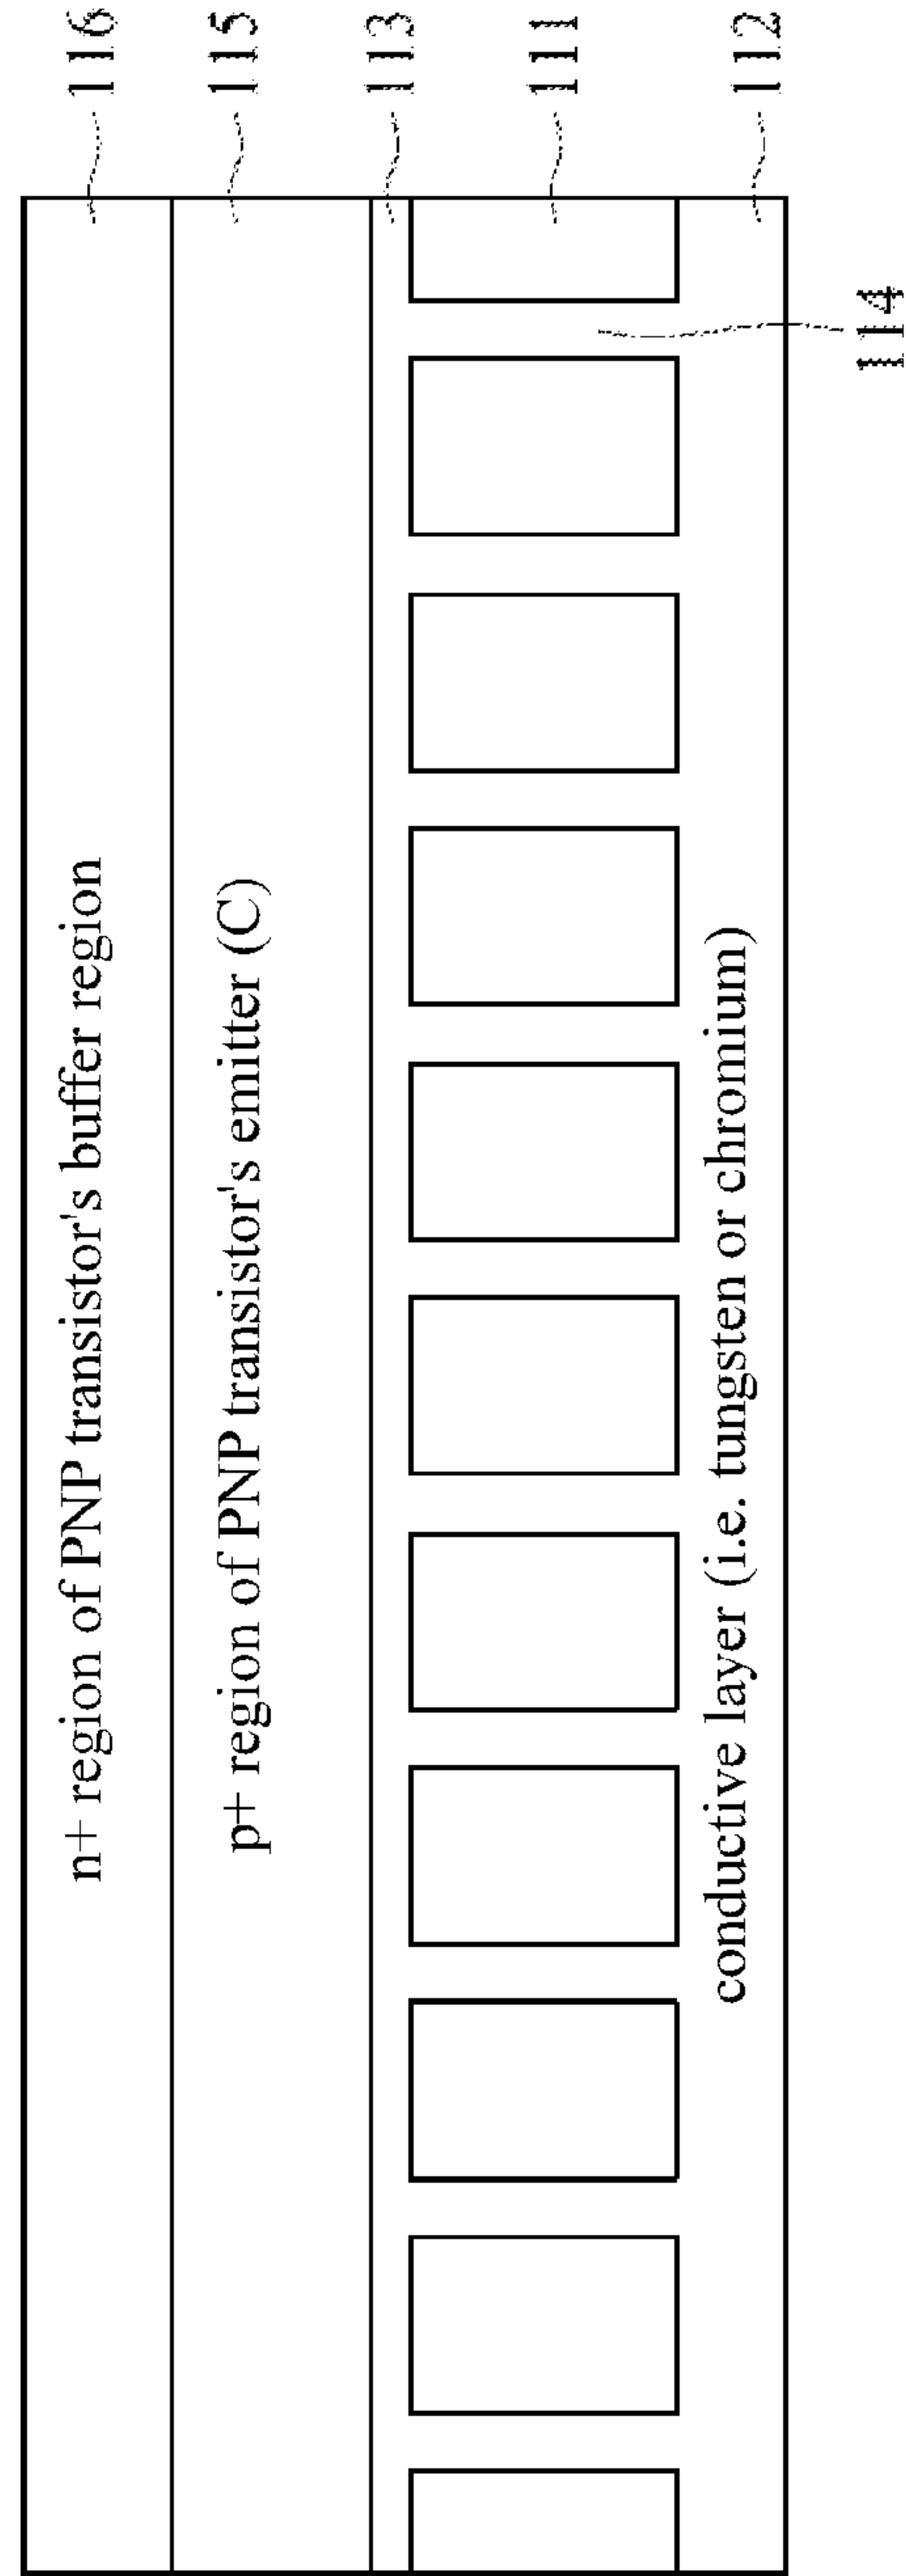 n+ region of PNP transistor's buffer region
116
p+ region of PNP transistor's emitter (C)
115
113
111
conductive layer (i.e. tungsten or chromium)
112
114